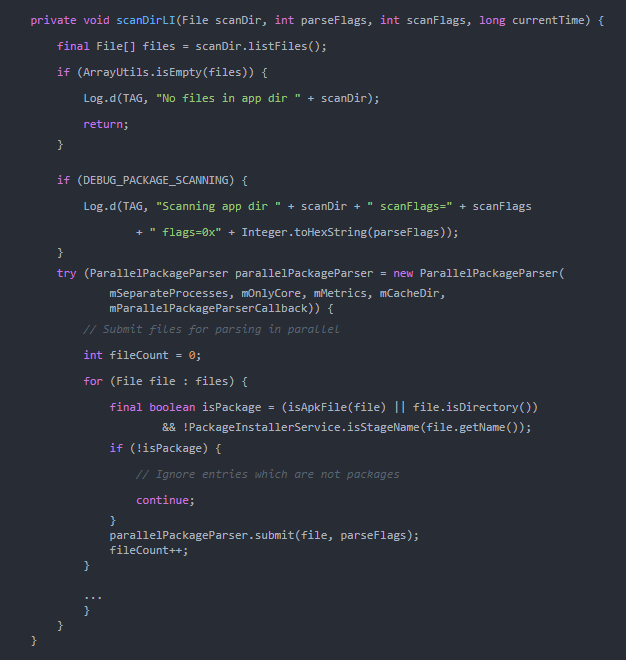 private void scanDirLI(File scanDir, int parseFlags, int scanFlags, long currentTime) {
    final File[] files = scanDir.listFiles();
    if (ArrayUtils.isEmpty(files)) {
        Log.d(TAG, "No files in app dir " + scanDir);
        return;
    }
    if (DEBUG_PACKAGE_SCANNING) {
        Log.d(TAG, "Scanning app dir " + scanDir + " scanFlags=" + scanFlags
                + " flags=0x" + Integer.toHexString(parseFlags));
    }
    try (ParallelPackageParser parallelPackageParser = new ParallelPackageParser(
            mSeparateProcesses, mOnlyCore, mMetrics, mCacheDir,
            mParallelPackageParserCallback)) {
        // Submit files for parsing in parallel
        int fileCount = 0;
        for (File file : files) {
            final boolean isPackage = (isApkFile(file) || file.isDirectory())
                    && !PackageInstallerService.isStageName(file.getName());
            if (!isPackage) {
                // Ignore entries which are not packages
                continue;
            }
            parallelPackageParser.submit(file, parseFlags);
            fileCount++;
        }
        ...
        }
    }
}